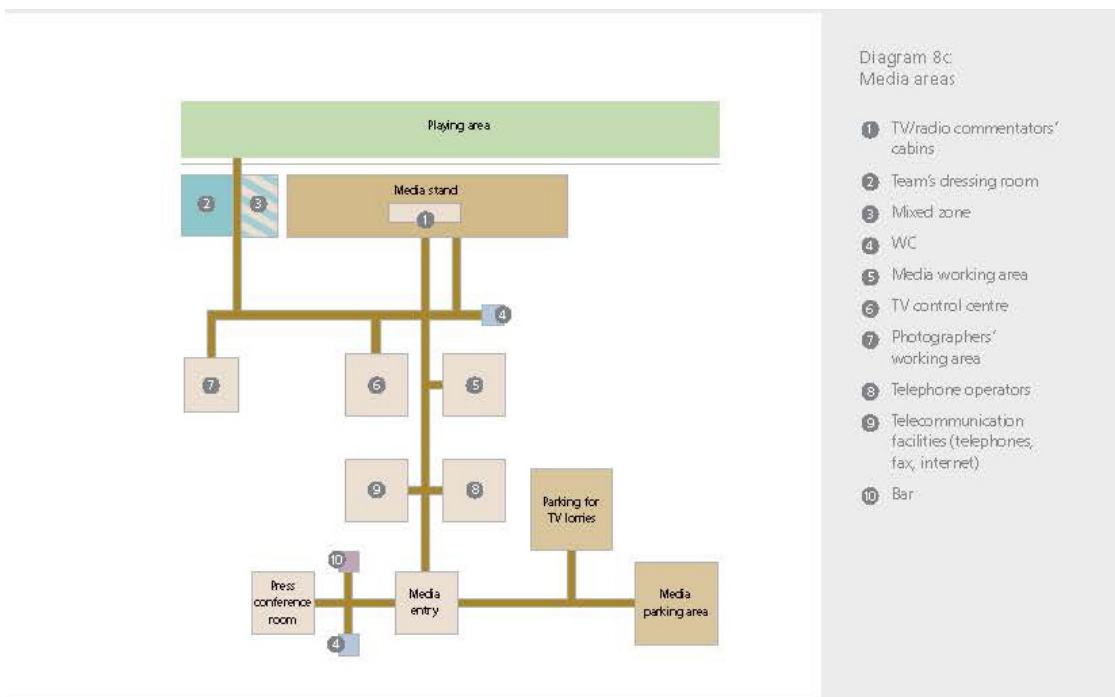 Diagram 8c:
Media areas
1 TV/radio commentators'
cabins
2 Team's dressing room
3 Mixed zone
4 WC
5 Media working area
6 TV control centre
7 Photographers'
working area
8 Telephone operators
9 Telecommunication
facilities (telephones,
fax, internet)
10 Bar
Playing area
2
3
Media stand
1
4
7
6
5
9
8
Parking for
TV lorries
10
Press
conference
room
Media
entry
Media
parking area
4